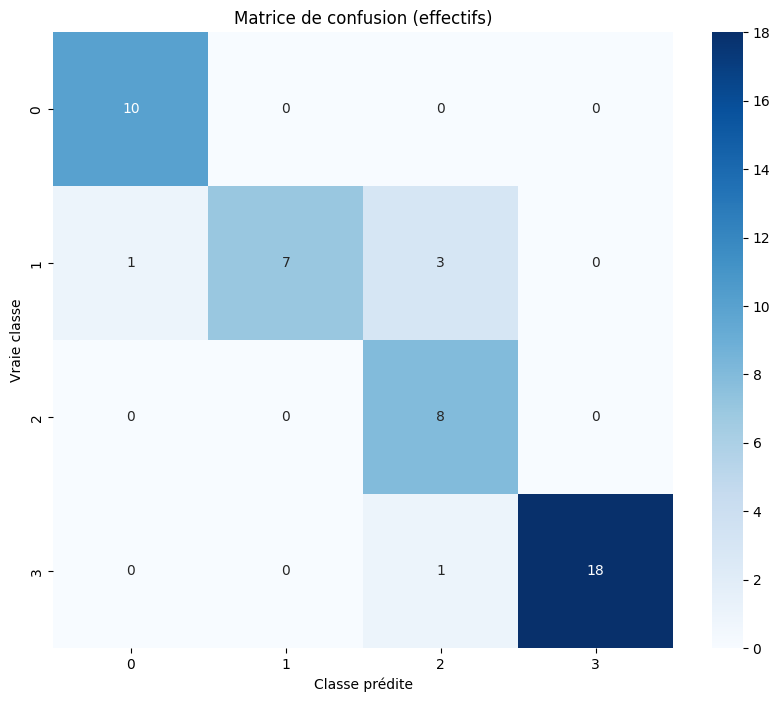 Matrice de confusion (effectifs)
0 10 0 0 0
1 1 7 3 0
2 0 0 8 0
3 0 0 1 18
0 1 2 3
Vraie classe
Classe prédite
18
16
14
12
10
8
6
4
2
0